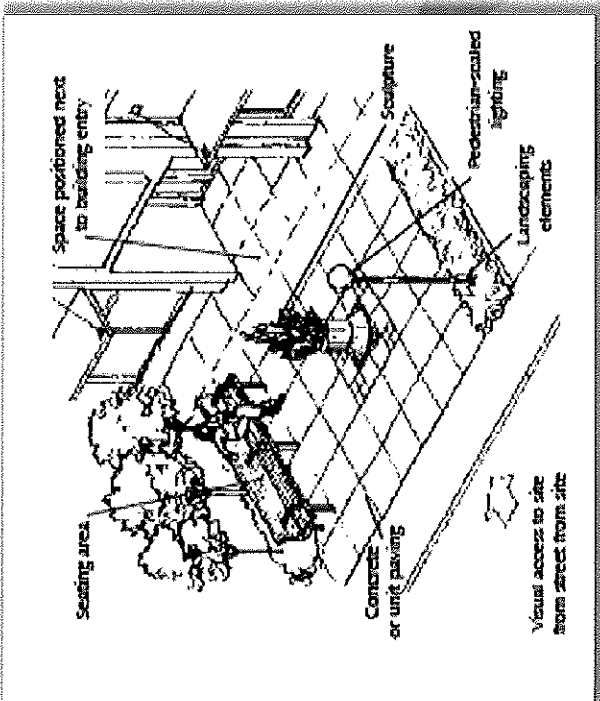 Space positioned next
to building entry
Seating area
Sculpture
Pedestrian-scaled
lighting
Landscaping
elements
Concrete
or unit paving
Visual access to site
from street from site